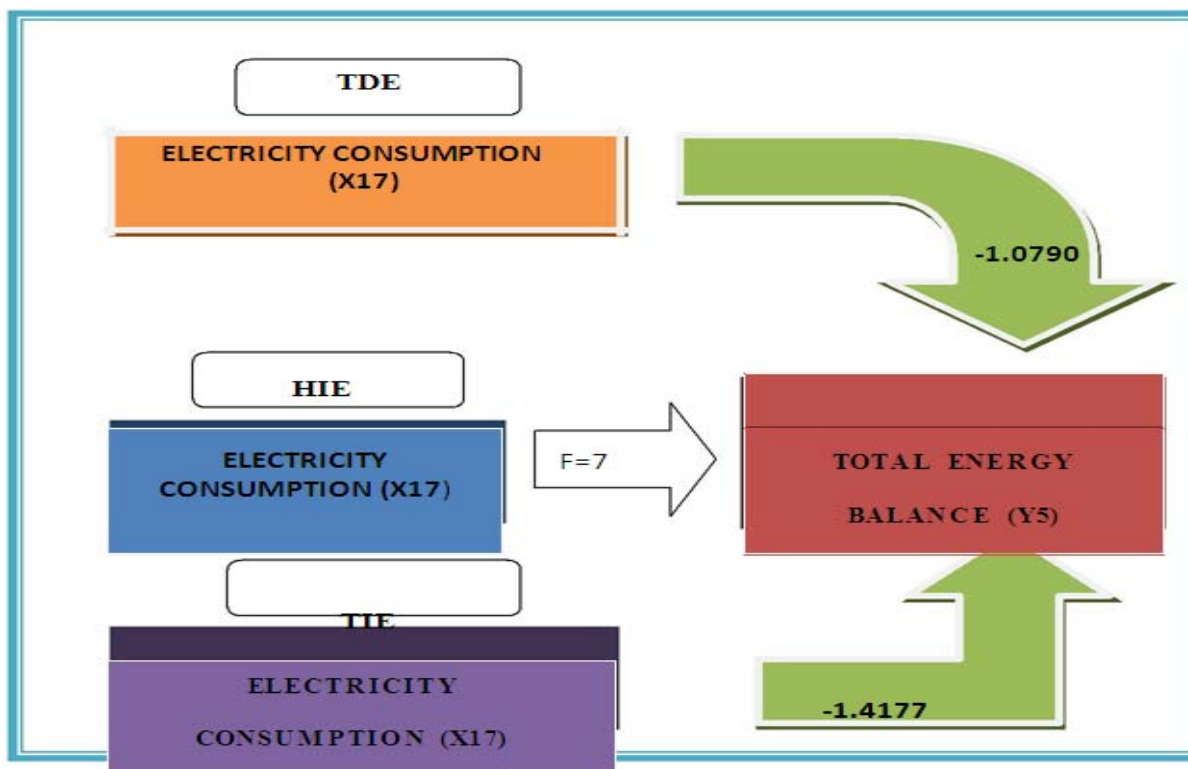 TDE
ELECTRICITY CONSUMPTION
(X17)
-1.0790
HIE
ELECTRICITY
CONSUMPTION (X17)
F=7
TOTAL ENERGY
BALANCE (Y5)
TIE
ELECTRICITY
CONSUMPTION (X17)
-1.4177